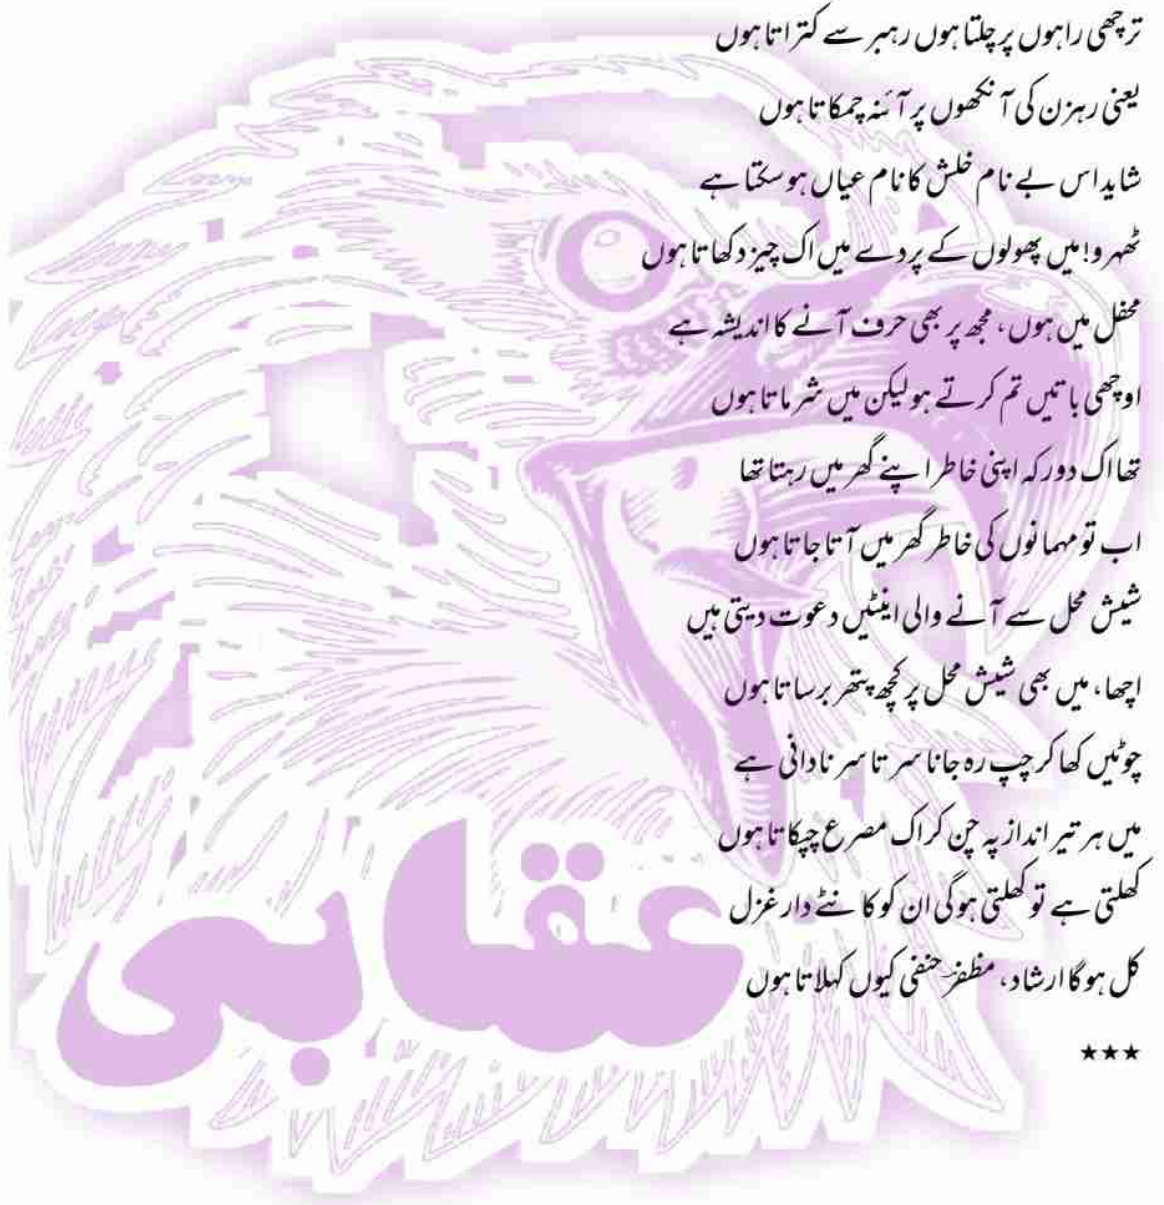 ترچھی راہوں پر چلتا ہوں رہبر سے کتراتا ہوں
یعنی رہزن کی آنکھوں پر آئنہ چمکاتا ہوں
شاید اس بے نام خلش کا نام عیاں ہو سکتا ہے
ٹھہرو! میں پھولوں کے پردے میں اک چیز دکھاتا ہوں
محفل میں ہوں، مجھ پر بھی حرف آنے کا اندیشہ ہے
اوچھی باتیں تم کرتے ہو لیکن میں شرماتا ہوں
تھا اک دور کہ اپنی خاطر اپنے گھر میں رہتا تھا
اب تو مہمانوں کی خاطر گھر میں آتا جاتا ہوں
شیش محل سے آنے والی اینٹیں دعوت دیتی ہیں
اچھا، میں بھی شیش محل پر کچھ پتھر برساتا ہوں
چوٹیں کھا کر چپ رہ جانا سر تا سر نادانی ہے
میں ہر تیر انداز پہ چن کر اک مصرع چپکاتا ہوں
کھلتی ہے تو کھلتی ہوگی ان کو کانٹے دار غزل
کل ہوگا ارشاد، مظفر حنفی کیوں کہلاتا ہوں
★★★
عقابی